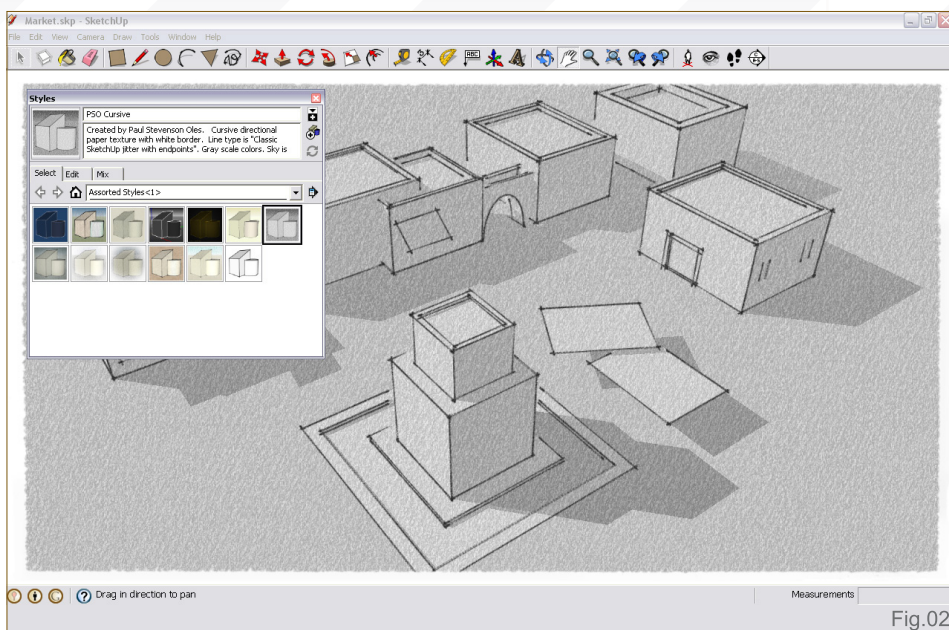 Market.skp - SketchUp
File Edit View Camera Draw Tools Window Help
ABC
Styles
PSO Cursive
Created by Paul Stevenson Oles. Cursive directional
paper texture with white border. Line type is "Classic
SketchUp jitter with endpoints". Gray scale colors. Sky is
Select Edit Mix
Assorted Styles<1>
Drag in direction to pan
Measurements
Fig.02